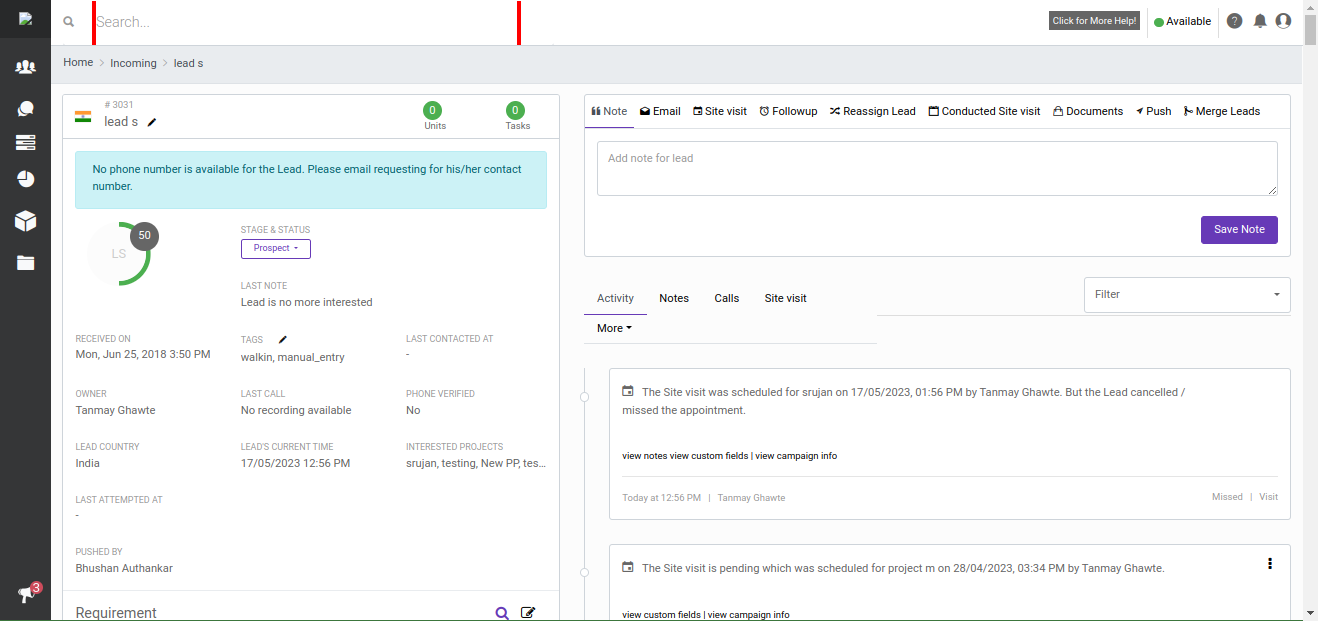 Search...
Click for More Help!
Available
?
Home > Incoming > lead s
# 3031
lead s
0
Units
0
Tasks
No phone number is available for the Lead. Please email requesting for his/her contact
number.
LS
50
STAGE & STATUS
Prospect
LAST NOTE
Lead is no more interested
RECEIVED ON
Mon, Jun 25, 2018 3:50 PM
TAGS
walkin, manual_entry
LAST CONTACTED AT
-
OWNER
Tanmay Ghawte
LAST CALL
No recording available
PHONE VERIFIED
No
LEAD COUNTRY
India
LEAD'S CURRENT TIME
17/05/2023 12:56 PM
INTERESTED PROJECTS
srujan, testing, New PP, tes...
LAST ATTEMPTED AT
-
PUSHED BY
Bhushan Authankar
Requirement
3
Note Email Site visit Followup Reassign Lead Conducted Site visit Documents Push Merge Leads
Add note for lead
Save Note
Activity Notes Calls Site visit
More
Filter
The Site visit was scheduled for srujan on 17/05/2023, 01:56 PM by Tanmay Ghawte. But the Lead cancelled /
missed the appointment.
view notes view custom fields | view campaign info
Today at 12:56 PM | Tanmay Ghawte
Missed | Visit
The Site visit is pending which was scheduled for project m on 28/04/2023, 03:34 PM by Tanmay Ghawte.
view custom fields | view campaign info